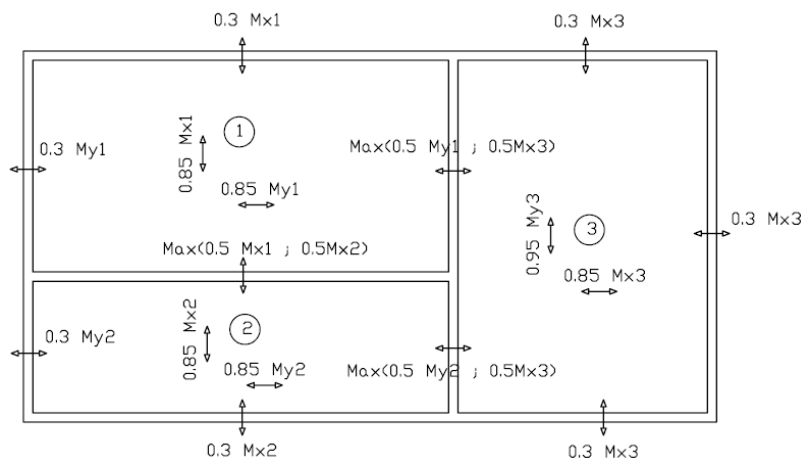 0.3 Mx1
0.3 Mx3
1
0.85 Mx1
0.3 My1
Max(0.5 My1 ; 0.5Mx3)
0.85 My1
0.3 Mx3
3
0.95 My3
Max(0.5 Mx1 ; 0.5Mx2)
0.85 Mx3
2
0.85 Mx2
0.3 My2
0.85 My2
Max(0.5 My2 ; 0.5Mx3)
0.3 Mx2
0.3 Mx3